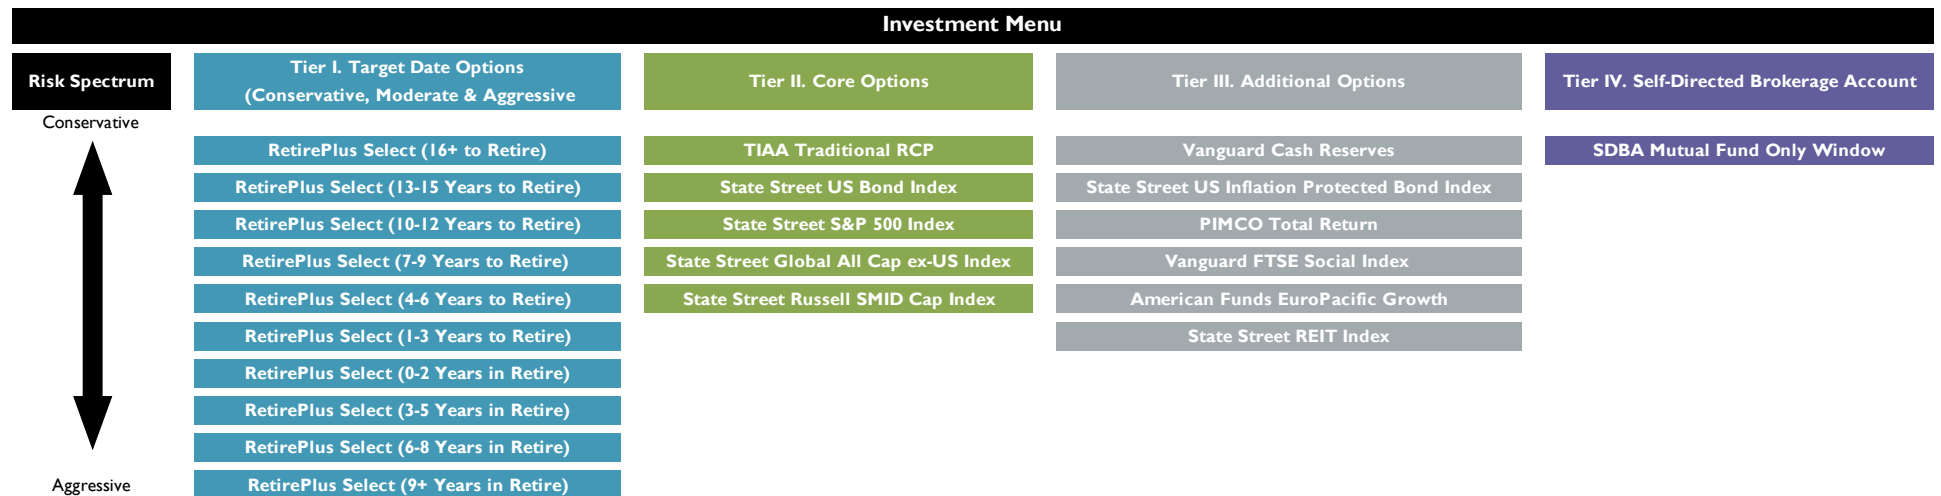 Investment Menu
Risk Spectrum
Tier I. Target Date Options
(Conservative, Moderate & Aggressive
Tier II. Core Options
Tier III. Additional Options
Tier IV. Self-Directed Brokerage Account
Conservative
RetirePlus Select (16+ to Retire)
TIAA Traditional RCP
Vanguard Cash Reserves
SDBA Mutual Fund Only Window
RetirePlus Select (13-15 Years to Retire)
State Street US Bond Index
State Street US Inflation Protected Bond Index
RetirePlus Select (10-12 Years to Retire)
State Street S&P 500 Index
PIMCO Total Return
RetirePlus Select (7-9 Years to Retire)
State Street Global All Cap ex-US Index
Vanguard FTSE Social Index
RetirePlus Select (4-6 Years to Retire)
State Street Russell SMID Cap Index
American Funds EuroPacific Growth
RetirePlus Select (1-3 Years to Retire)
State Street REIT Index
RetirePlus Select (0-2 Years in Retire)
RetirePlus Select (3-5 Years in Retire)
RetirePlus Select (6-8 Years in Retire)
Aggressive
RetirePlus Select (9+ Years in Retire)